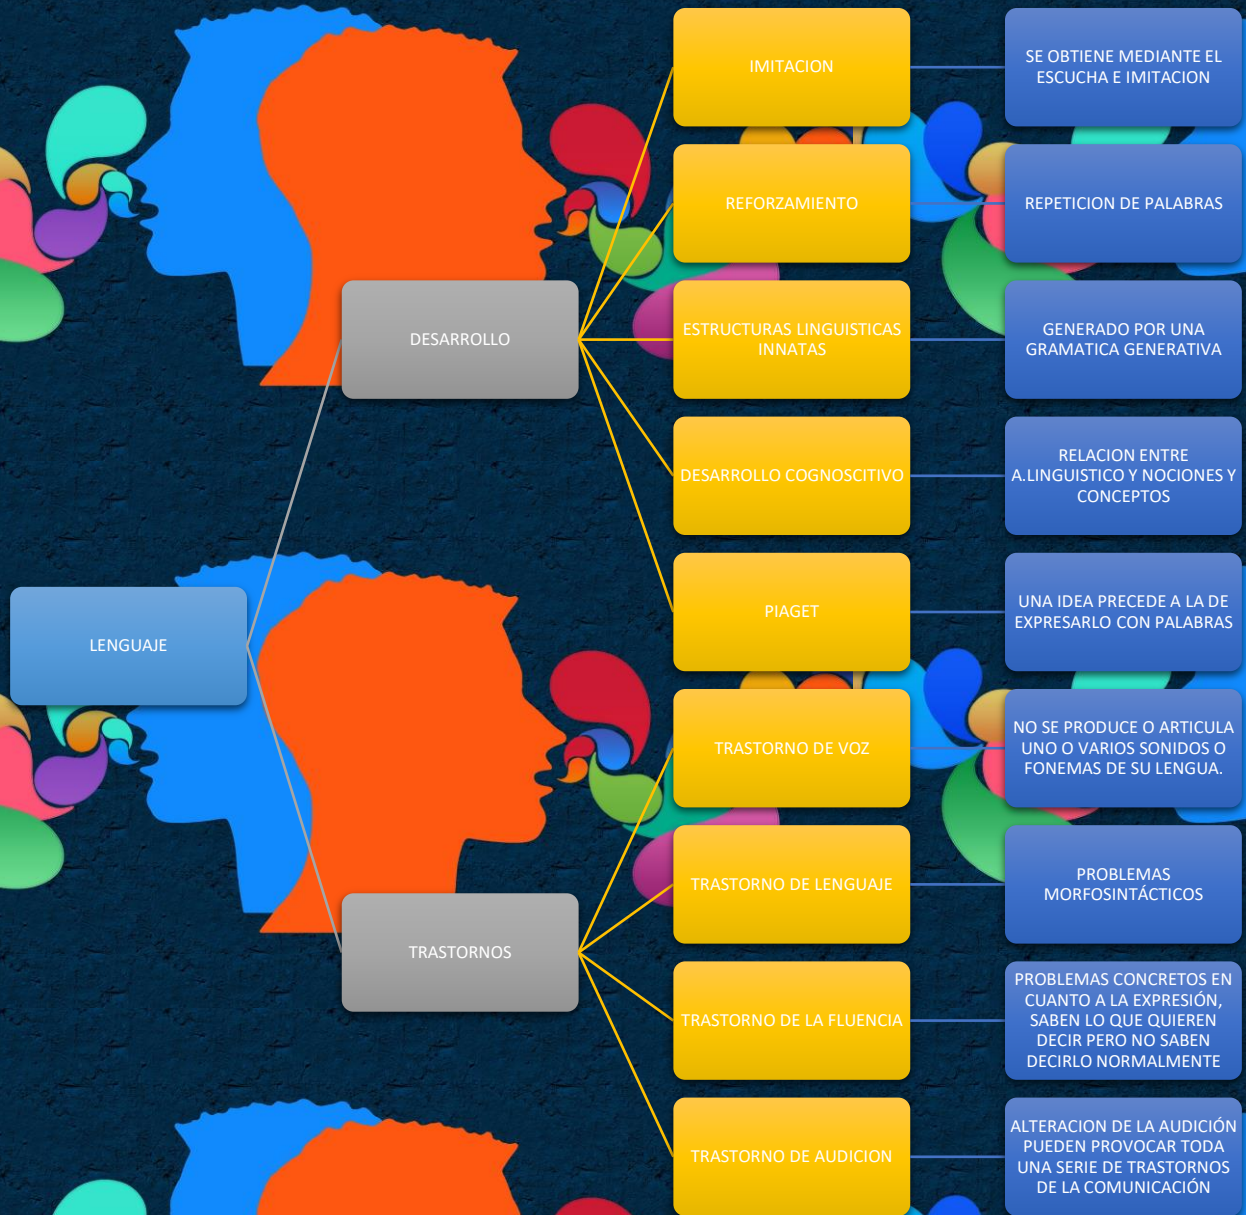 LENGUAJE
DESARROLLO
IMITACION
SE OBTIENE MEDIANTE EL
ESCUCHA E IMITACION
REFORZAMIENTO
REPETICION DE PALABRAS
ESTRUCTURAS LINGUISTICAS
INNATAS
GENERADO POR UNA
GRAMATICA GENERATIVA
DESARROLLO COGNOSCITIVO
RELACION ENTRE
A.LINGUISTICO Y NOCIONES Y
CONCEPTOS
PIAGET
UNA IDEA PRECEDE A LA DE
EXPRESARLO CON PALABRAS
TRASTORNOS
TRASTORNO DE VOZ
NO SE PRODUCE O ARTICULA
UNO O VARIOS SONIDOS O
FONEMAS DE SU LENGUA.
TRASTORNO DE LENGUAJE
PROBLEMAS
MORFOSINTÁCTICOS
TRASTORNO DE LA FLUENCIA
PROBLEMAS CONCRETOS EN
CUANTO A LA EXPRESIÓN,
SABEN LO QUE QUIEREN
DECIR PERO NO SABEN
DECIRLO NORMALMENTE
TRASTORNO DE AUDICION
ALTERACION DE LA AUDICIÓN
PUEDEN PROVOCAR TODA
UNA SERIE DE TRASTORNOS
DE LA COMUNICACIÓN